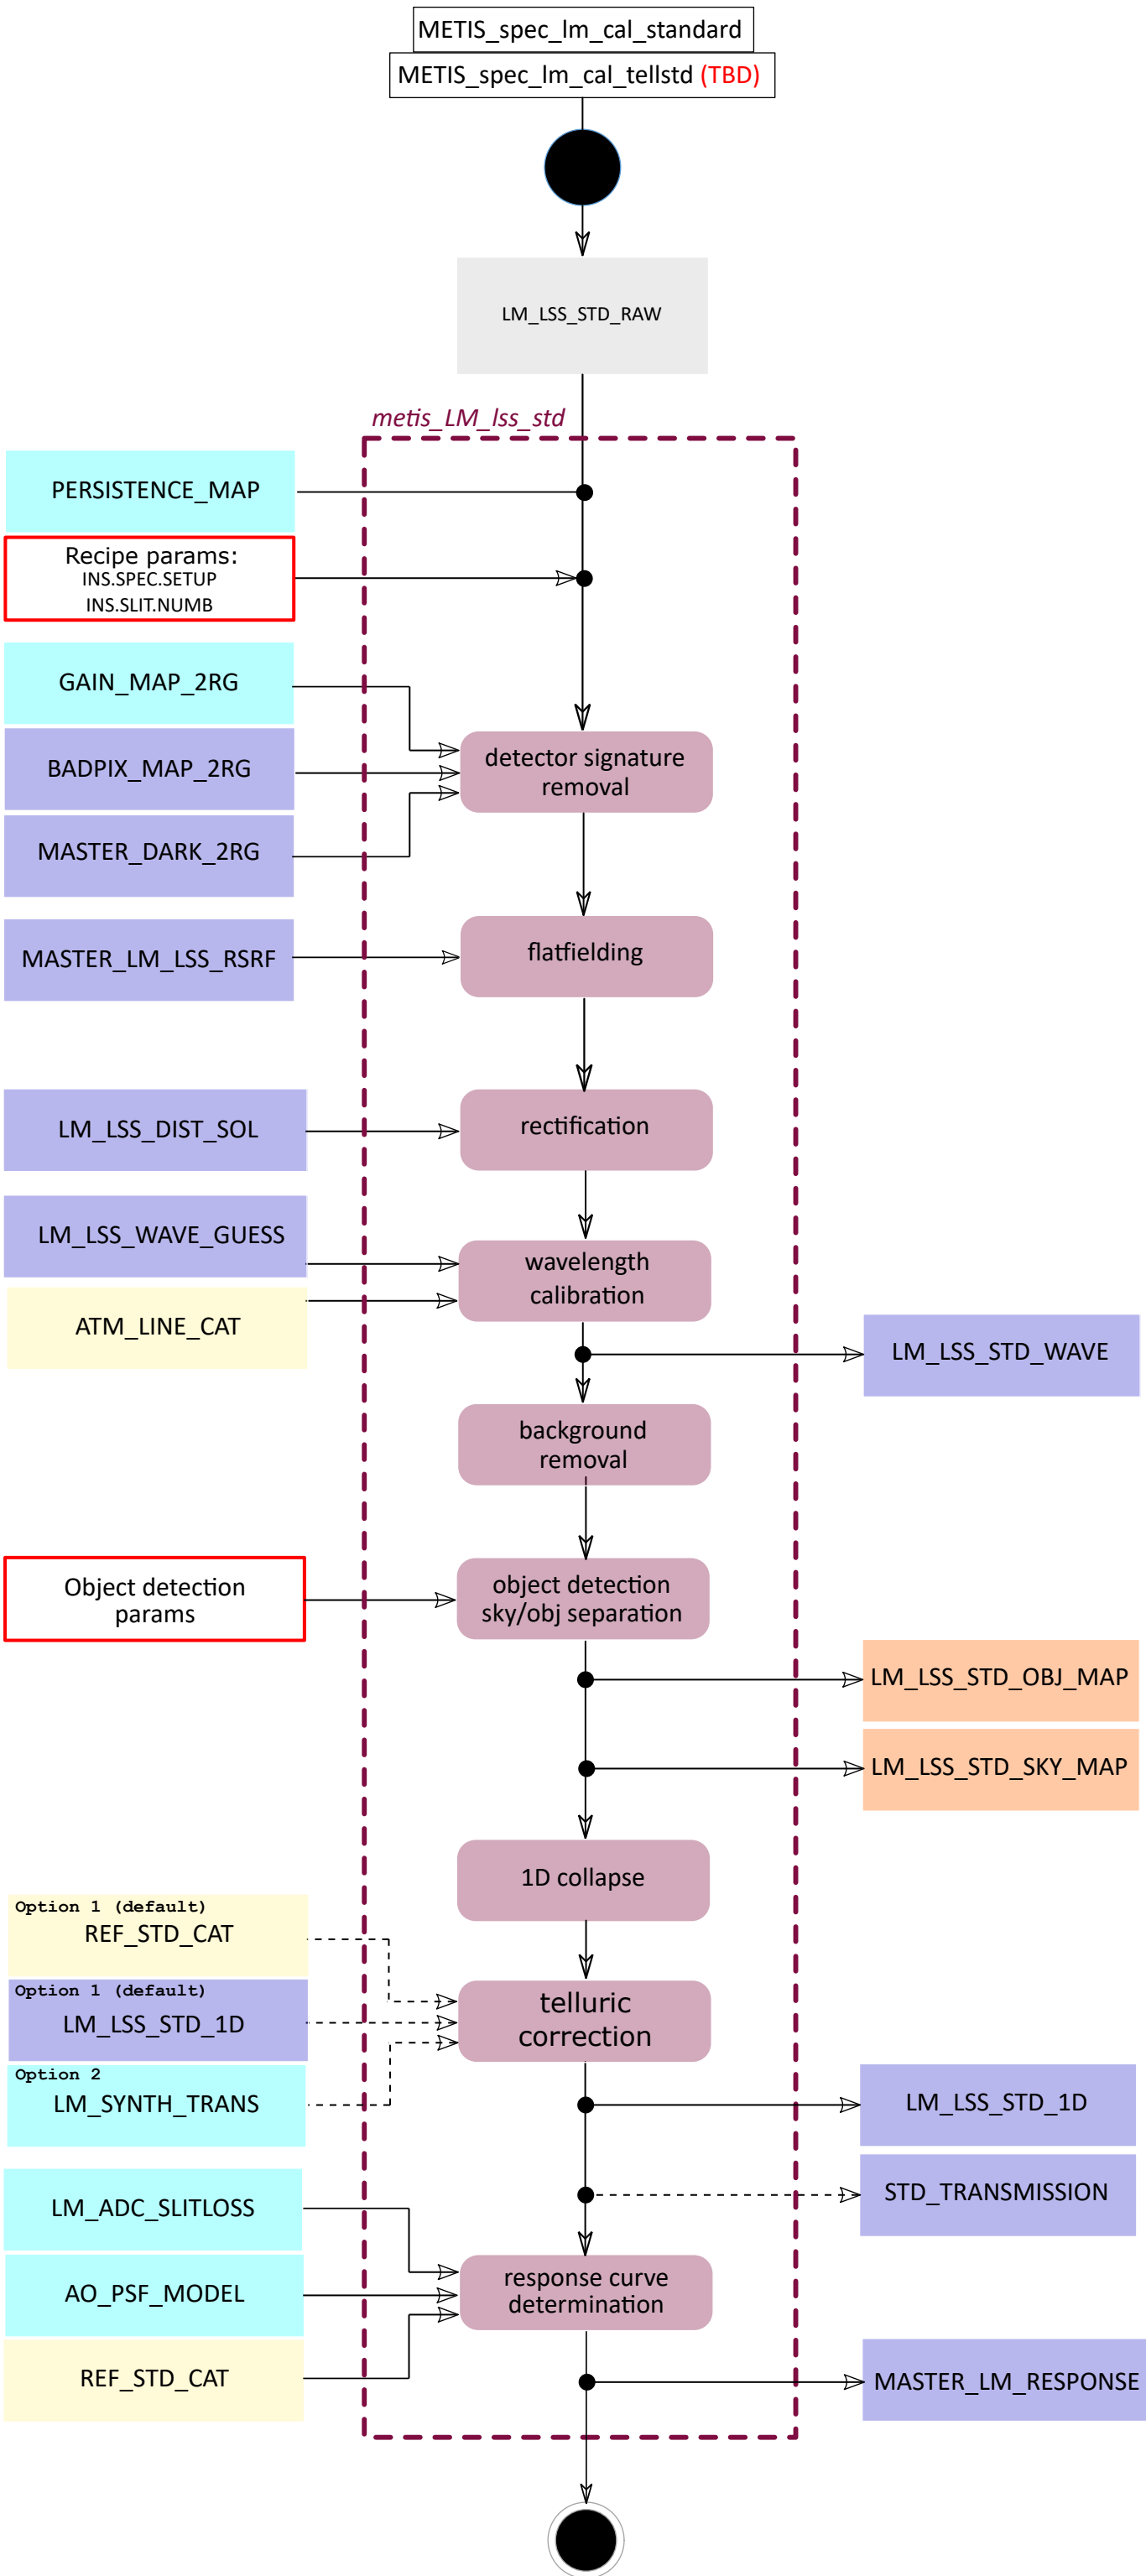 METIS_spec_lm_cal_standard
METIS_spec_lm_cal_tellstd (TBD)
LM_LSS_STD_RAW
metis_LM_lss_std
PERSISTENCE_MAP
Recipe params:
INS.SPEC.SETUP
INS.SLIT.NUMB
GAIN_MAP_2RG
BADPIX_MAP_2RG
MASTER_DARK_2RG
detector signature
removal
MASTER_LM_LSS_RSRF
flatfielding
LM_LSS_DIST_SOL
rectification
LM_LSS_WAVE_GUESS
ATM_LINE_CAT
wavelength
calibration
LM_LSS_STD_WAVE
background
removal
Object detection
params
object detection
sky/obj separation
LM_LSS_STD_OBJ_MAP
LM_LSS_STD_SKY_MAP
1D collapse
Option 1 (default)
REF_STD_CAT
Option 1 (default)
LM_LSS_STD_1D
Option 2
LM_SYNTH_TRANS
telluric
correction
LM_LSS_STD_1D
STD_TRANSMISSION
LM_ADC_SLITLOSS
AO_PSF_MODEL
REF_STD_CAT
response curve
determination
MASTER_LM_RESPONSE